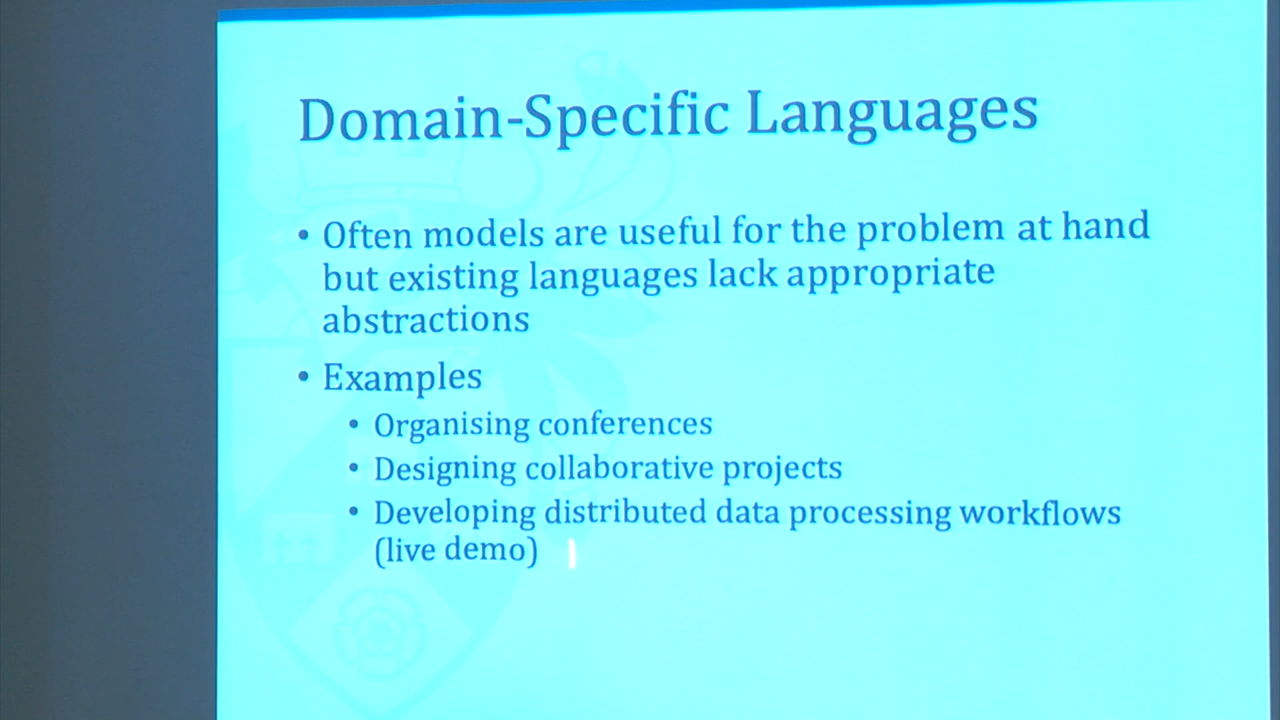 Domain-Specific Languages
• Often models are useful for the problem at hand
but existing languages lack appropriate
abstractions
• Examples
• Organising conferences
• Designing collaborative projects
• Developing distributed data processing workflows
(live demo)